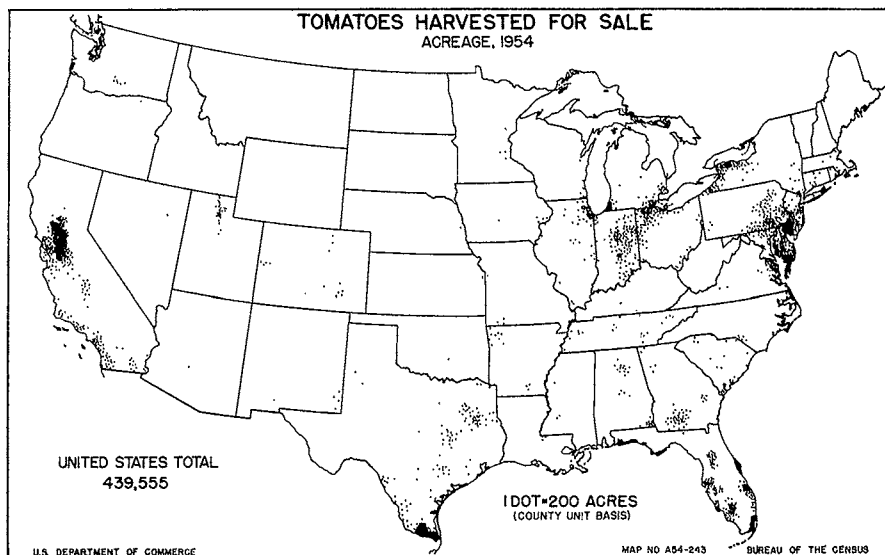 TOMATOES HARVESTED FOR SALE
ACREAGE, 1954
UNITED STATES TOTAL
439,555
1 DOT=200 ACRES
(COUNTY UNIT BASIS)
U.S. DEPARTMENT OF COMMERCE
MAP NO A54-243
BUREAU OF THE CENSUS